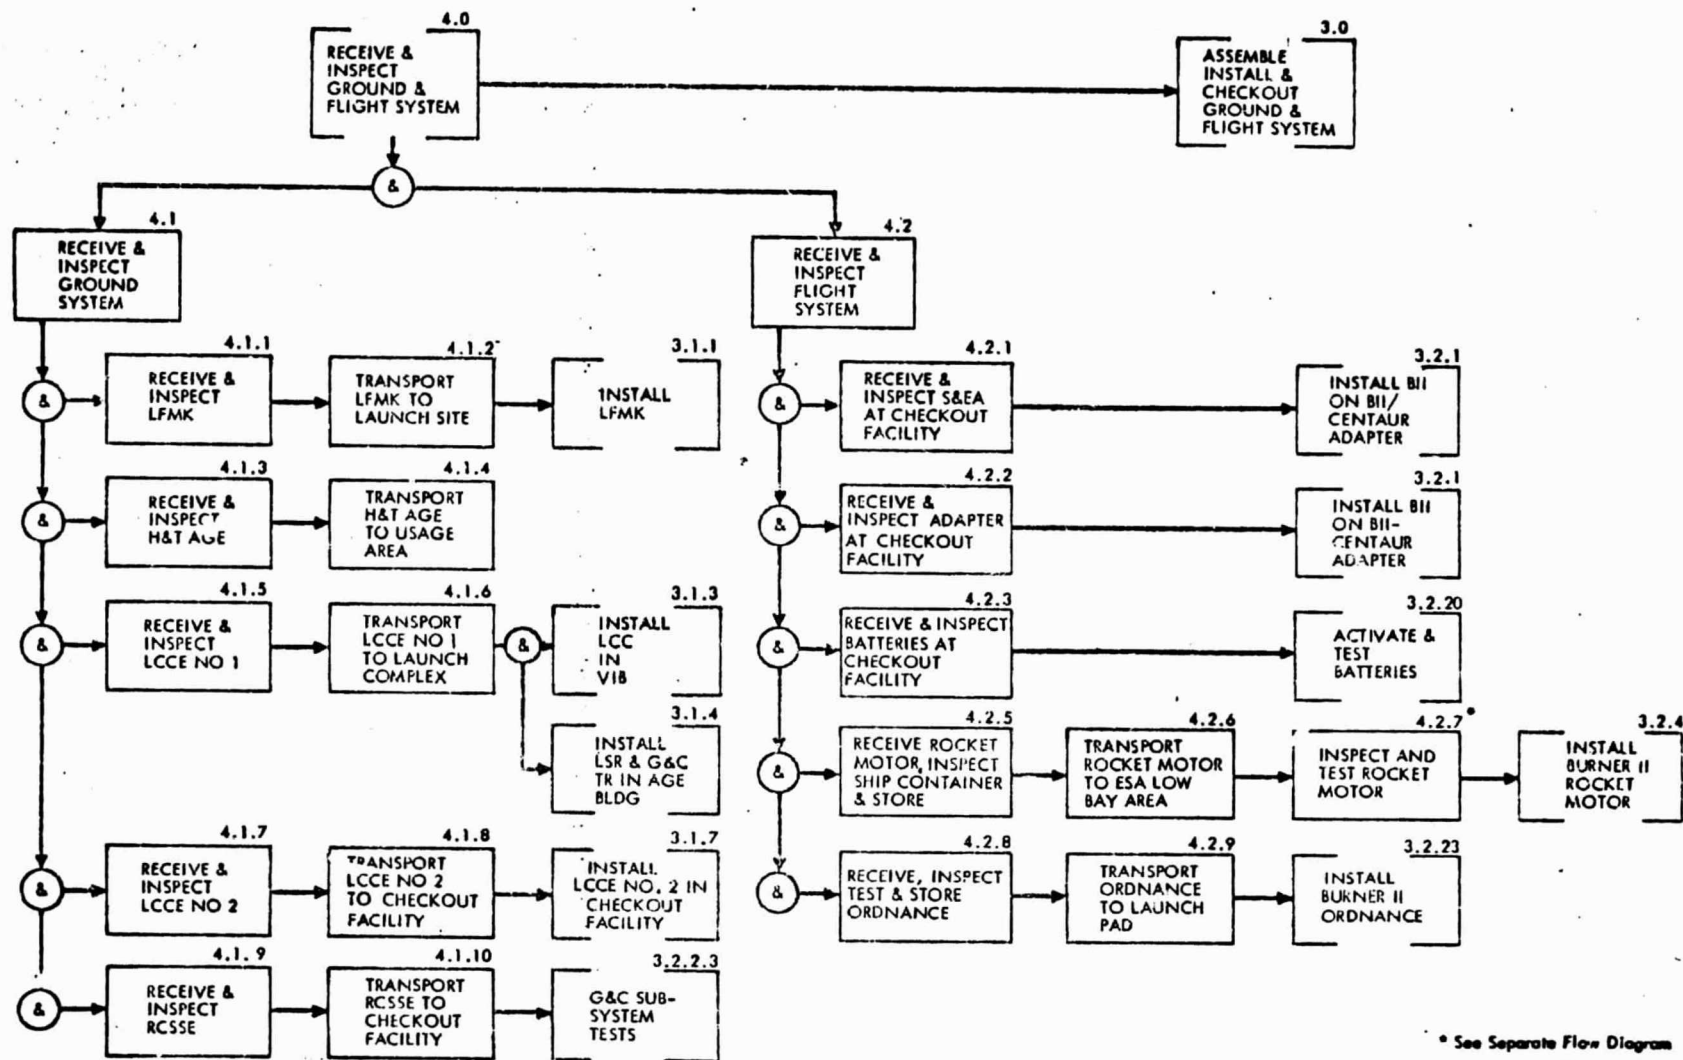 4.0
RECEIVE &
INSPECT
GROUND &
FLIGHT SYSTEM
3.0
ASSEMBLE
INSTALL &
CHECKOUT
GROUND &
FLIGHT SYSTEM
&
4.1
RECEIVE &
INSPECT
GROUND
SYSTEM
4.2
RECEIVE &
INSPECT
FLIGHT
SYSTEM
&
4.1.1
RECEIVE &
INSPECT
LFMK
4.1.2
TRANSPORT
LFMK TO
LAUNCH SITE
3.1.1
INSTALL
LFMK
&
4.2.1
RECEIVE &
INSPECT S&EA
AT CHECKOUT
FACILITY
3.2.1
INSTALL BII
ON BII/
CENTAUR
ADAPTER
&
4.1.3
RECEIVE &
INSPECT
H&T AGE
4.1.4
TRANSPORT
H&T AGE
TO USAGE
AREA
&
4.2.2
RECEIVE &
INSPECT ADAPTER
AT CHECKOUT
FACILITY
3.2.1
INSTALL BII
ON BII-
CENTAUR
ADAPTER
&
4.1.5
RECEIVE &
INSPECT
LCCE NO 1
4.1.6
TRANSPORT
LCCE NO 1
TO LAUNCH
COMPLEX
&
3.1.3
INSTALL
LCC
IN
VIB
3.1.4
INSTALL
LSR & G&C
TR IN AGE
BLDG
&
4.2.3
RECEIVE & INSPECT
BATTERIES AT
CHECKOUT
FACILITY
3.2.20
ACTIVATE &
TEST
BATTERIES
&
4.2.5
RECEIVE ROCKET
MOTOR, INSPECT
SHIP CONTAINER
& STORE
4.2.6
TRANSPORT
ROCKET MOTOR
TO ESA LOW
BAY AREA
4.2.7*
INSPECT AND
TEST ROCKET
MOTOR
3.2.4
INSTALL
BURNER II
ROCKET
MOTOR
&
4.1.7
RECEIVE &
INSPECT
LCCE NO 2
4.1.8
TRANSPORT
LCCE NO 2
TO CHECKOUT
FACILITY
3.1.7
INSTALL
LCCE NO. 2 IN
CHECKOUT
FACILITY
&
4.2.8
RECEIVE, INSPECT
TEST & STORE
ORDNANCE
4.2.9
TRANSPORT
ORDNANCE
TO LAUNCH
PAD
3.2.23
INSTALL
BURNER II
ORDNANCE
&
4.1.9
RECEIVE &
INSPECT
RCSSE
4.1.10
TRANSPORT
RCSSE TO
CHECKOUT
FACILITY
3.2.2.3
G&C SUB-
SYSTEM
TESTS
* See Separate Flow Diagram